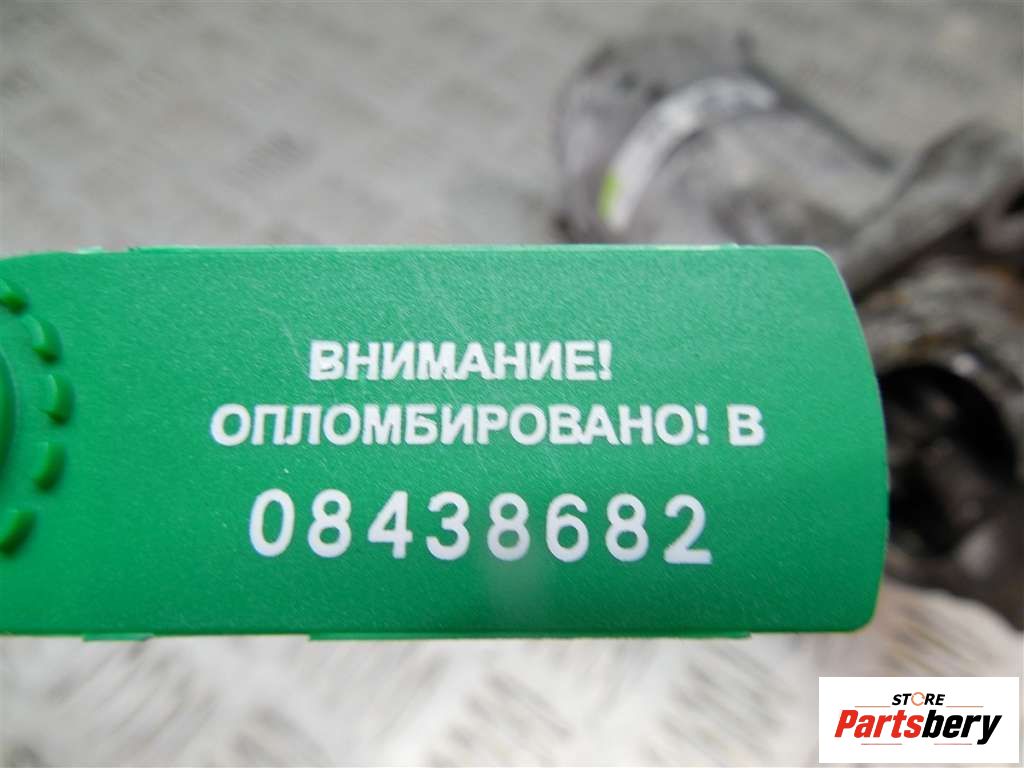 ВНИМАНИЕ!
ОПЛОМБИРОВАНО! В
08438682
STORE
Partsbery